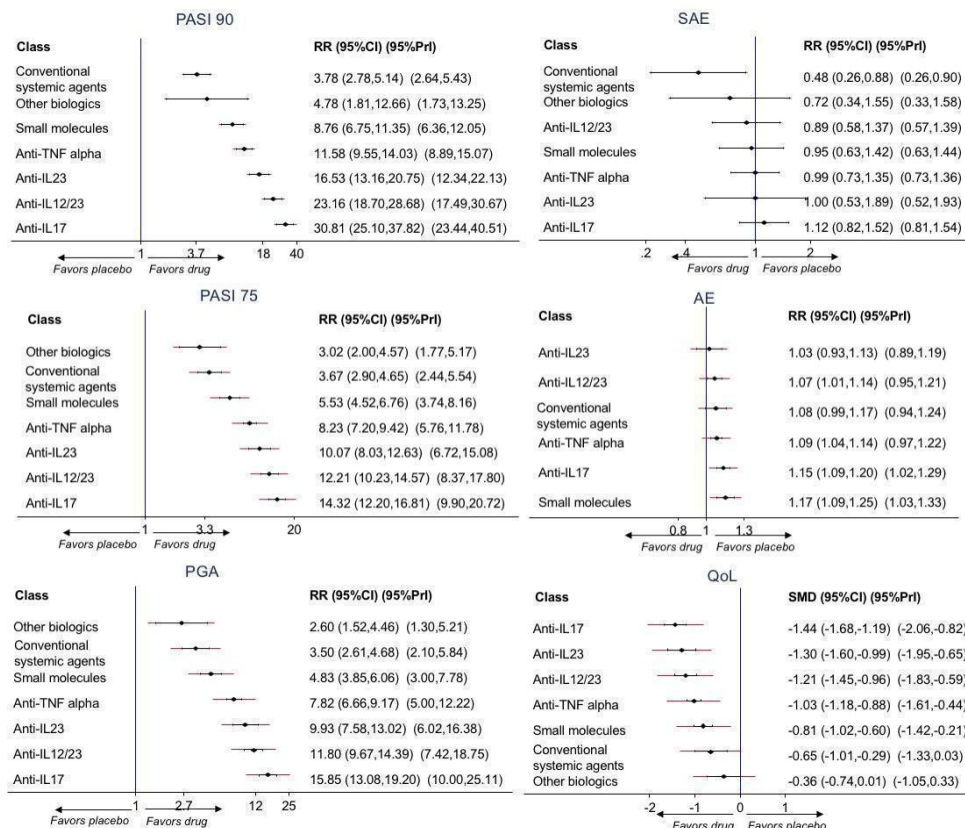 PASI 90
Class RR (95%CI) (95%PrI)
Conventional
systemic agents 3.78 (2.78,5.14) (2.64,5.43)
Other biologics 4.78 (1.81,12.66) (1.73,13.25)
Small molecules 8.76 (6.75,11.35) (6.36,12.05)
Anti-TNF alpha 11.58 (9.55,14.03) (8.89,15.07)
Anti-IL23 16.53 (13.16,20.75) (12.34,22.13)
Anti-IL12/23 23.16 (18.70,28.68) (17.49,30.67)
Anti-IL17 30.81 (25.10,37.82) (23.44,40.51)
1 3.7 18 40
Favors placebo Favors drug
SAE
Class RR (95%CI) (95%PrI)
Conventional
systemic agents 0.48 (0.26,0.88) (0.26,0.90)
Other biologics 0.72 (0.34,1.55) (0.33,1.58)
Anti-IL12/23 0.89 (0.58,1.37) (0.57,1.39)
Small molecules 0.95 (0.63,1.42) (0.63,1.44)
Anti-TNF alpha 0.99 (0.73,1.35) (0.73,1.36)
Anti-IL23 1.00 (0.53,1.89) (0.52,1.93)
Anti-IL17 1.12 (0.82,1.52) (0.81,1.54)
.2 .4 1 2
Favors drug Favors placebo
PASI 75
Class RR (95%CI) (95%PrI)
Other biologics 3.02 (2.00,4.57) (1.77,5.17)
Conventional
systemic agents 3.67 (2.90,4.65) (2.44,5.54)
Small molecules 5.53 (4.52,6.76) (3.74,8.16)
Anti-TNF alpha 8.23 (7.20,9.42) (5.76,11.78)
Anti-IL23 10.07 (8.03,12.63) (6.72,15.08)
Anti-IL12/23 12.21 (10.23,14.57) (8.37,17.80)
Anti-IL17 14.32 (12.20,16.81) (9.90,20.72)
1 3.3 20
Favors placebo Favors drug
AE
Class RR (95%CI) (95%PrI)
Anti-IL23 1.03 (0.93,1.13) (0.89,1.19)
Anti-IL12/23 1.07 (1.01,1.14) (0.95,1.21)
Conventional
systemic agents 1.08 (0.99,1.17) (0.94,1.24)
Anti-TNF alpha 1.09 (1.04,1.14) (0.97,1.22)
Anti-IL17 1.15 (1.09,1.20) (1.02,1.29)
Small molecules 1.17 (1.09,1.25) (1.03,1.33)
0.8 1 1.3
Favors drug Favors placebo
PGA
Class RR (95%CI) (95%PrI)
Other biologics 2.60 (1.52,4.46) (1.30,5.21)
Conventional
systemic agents 3.50 (2.61,4.68) (2.10,5.84)
Small molecules 4.83 (3.85,6.06) (3.00,7.78)
Anti-TNF alpha 7.82 (6.66,9.17) (5.00,12.22)
Anti-IL23 9.93 (7.58,13.02) (6.02,16.38)
Anti-IL12/23 11.80 (9.67,14.39) (7.42,18.75)
Anti-IL17 15.85 (13.08,19.20) (10.00,25.11)
1 2.7 12 25
Favors placebo Favors drug
QoL
Class SMD (95%CI) (95%PrI)
Anti-IL17 -1.44 (-1.68,-1.19) (-2.06,-0.82)
Anti-IL23 -1.30 (-1.60,-0.99) (-1.95,-0.65)
Anti-IL12/23 -1.21 (-1.45,-0.96) (-1.83,-0.59)
Anti-TNF alpha -1.03 (-1.18,-0.88) (-1.61,-0.44)
Small molecules -0.81 (-1.02,-0.60) (-1.42,-0.21)
Conventional
systemic agents -0.65 (-1.01,-0.29) (-1.33,0.03)
Other biologics -0.36 (-0.74,0.01) (-1.05,0.33)
-2 -1 0 1
Favors drug Favors placebo